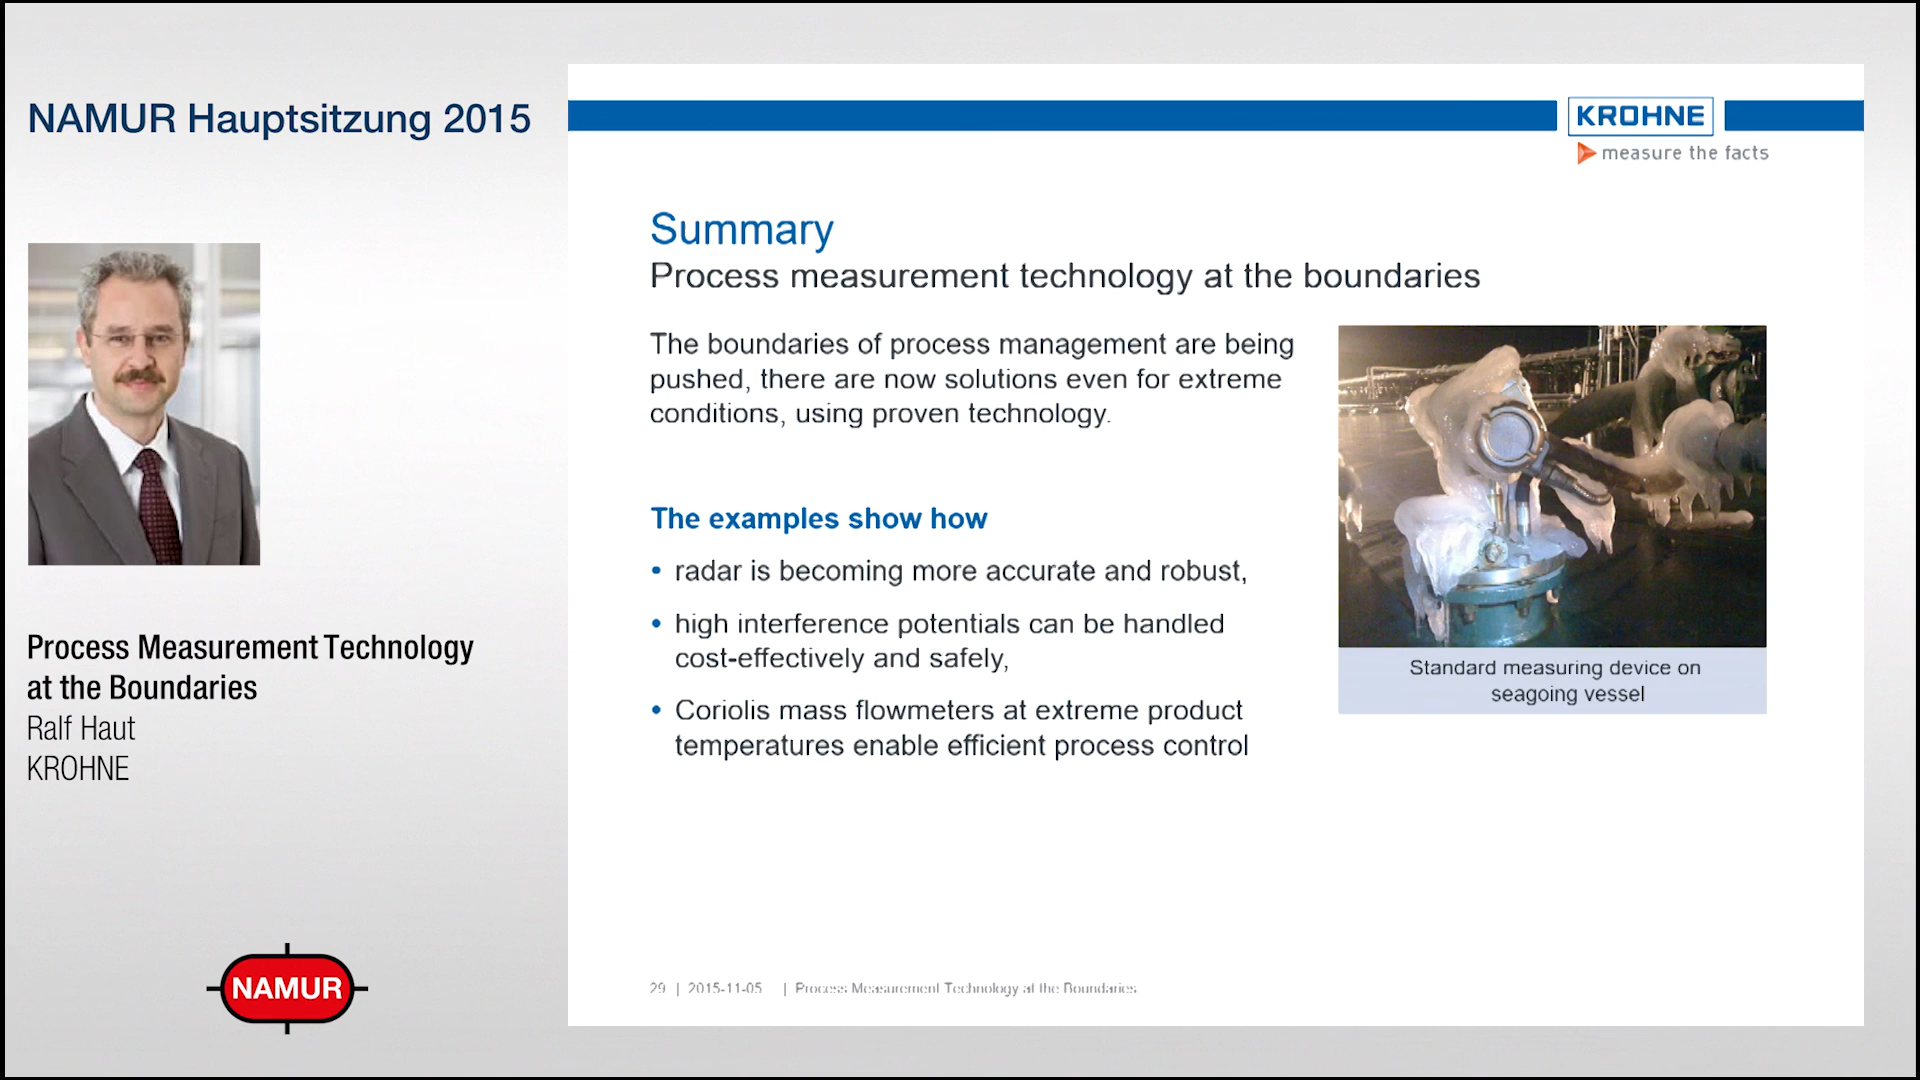 NAMUR Hauptsitzung 2015
Process Measurement Technology
at the Boundaries
Ralf Haut
KROHNE
NAMUR
KROHNE
measure the facts
Summary
Process measurement technology at the boundaries
The boundaries of process management are being
pushed, there are now solutions even for extreme
conditions, using proven technology.
The examples show how
• radar is becoming more accurate and robust,
• high interference potentials can be handled
cost-effectively and safely,
• Coriolis mass flowmeters at extreme product
temperatures enable efficient process control
Standard measuring device on
seagoing vessel
29 | 2015-11-05 | Process Measurement Technology at the Boundaries